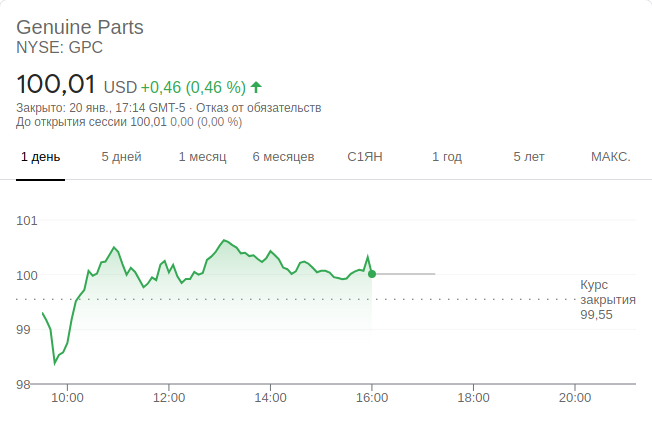 Genuine Parts
NYSE: GPC
100,01 USD +0,46 (0,46 %)
Закрыто: 20 янв., 17:14 GMT-5 · Отказ от обязательств
До открытия сессии 100,01 0,00 (0,00 %)
1 день 5 дней 1 месяц 6 месяцев С1ЯН 1 год 5 лет МАКС.
101
100
Курс
закрытия
99,55
99
98
10:00 12:00 14:00 16:00 18:00 20:00